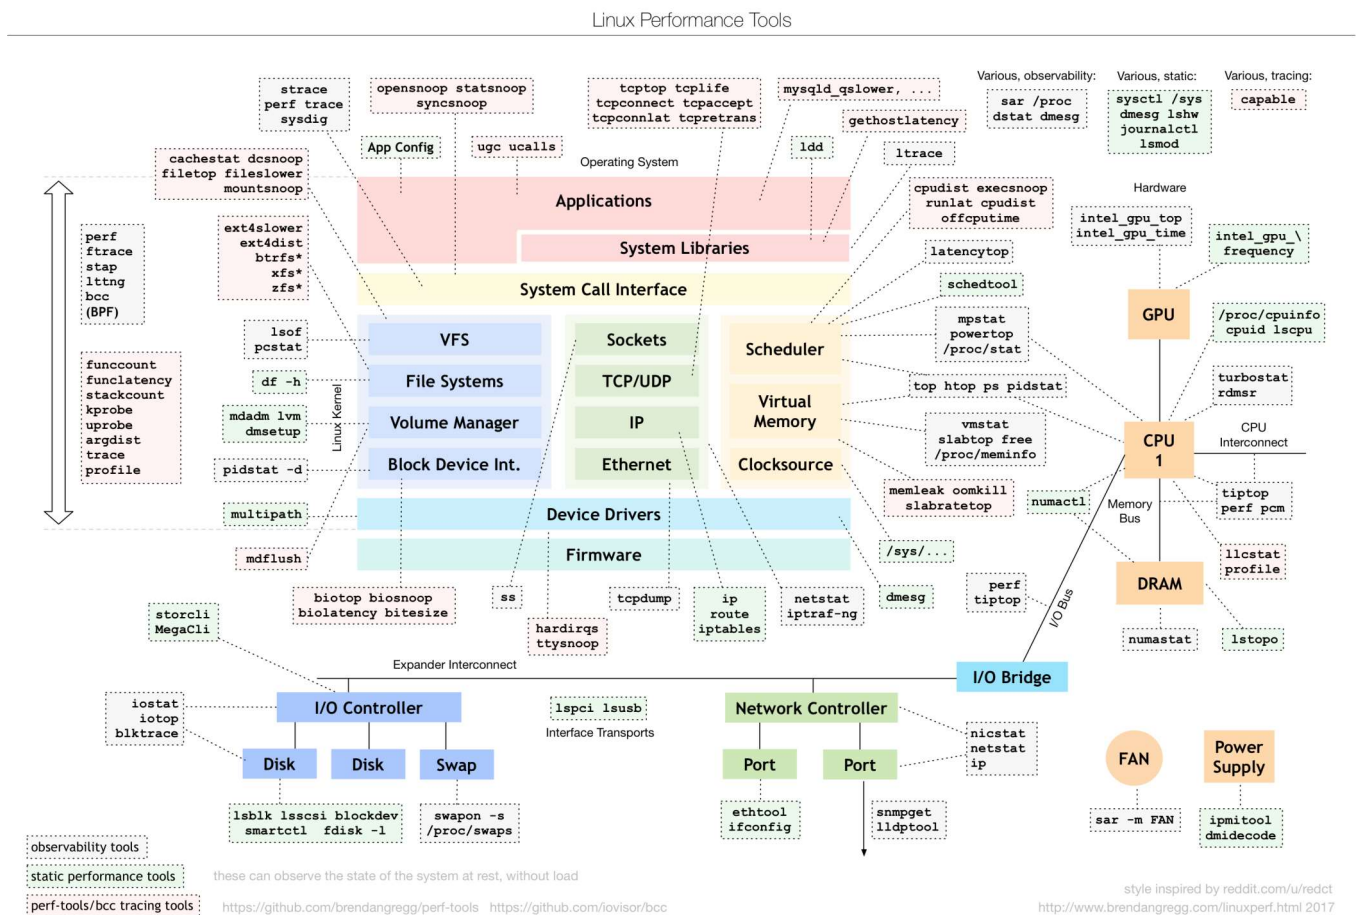 Linux Performance Tools
strace
perf trace
sysdig
opensnoop statsnoop
syncsnoop
tcptop tcplife
tcpconnect tcpaccept
tcpconnlat tcpretrans
mysqld_qslower, ...
gethostlatency
Various, observability:
sar /proc
dstat dmesg
Various, static:
sysctl /sys
dmesg lshw
journalctl
lsmod
Various, tracing:
capable
App Config
ugc ucalls
Operating System
ldd
ltrace
cachestat dcsnoop
filetop fileslower
mountsnoop
cpudist execsnoop
runlat cpudist
offcputime
Hardware
Applications
System Libraries
System Call Interface
intel_gpu_top
intel_gpu_time
intel_gpu_\
frequency
perf
ftrace
stap
lttng
bcc
(BPF)
ext4slower
ext4dist
btrfs*
xfs*
zfs*
latencytop
schedtool
mpstat
powertop
/proc/stat
GPU
/proc/cpuinfo
cpuid lscpu
lsof
pcstat
VFS
Sockets
Scheduler
funccount
funclatency
stackcount
kprobe
uprobe
argdist
trace
profile
df -h
Linux Kernel
File Systems
TCP/UDP
top htop ps pidstat
turbostat
rdmsr
mdadm lvm
dmsetup
Volume Manager
IP
Virtual
Memory
vmstat
slabtop free
/proc/meminfo
CPU
1
CPU
Interconnect
pidstat -d
Block Device Int.
Ethernet
Clocksource
memleak oomkill
slabratetop
numactl
Memory
Bus
tiptop
perf pcm
multipath
Device Drivers
mdflush
Firmware
/sys/...
llcstat
profile
DRAM
perf
tiptop
I/O Bus
biotop biosnoop
biolatency bitesize
ss
tcpdump
ip
route
iptables
netstat
iptraf-ng
dmesg
storcli
MegaCli
hardirqs
ttysnoop
numastat
lstopo
Expander Interconnect
I/O Bridge
iostat
iotop
blktrace
I/O Controller
lspci lsusb
Interface Transports
Network Controller
nicstat
netstat
ip
Disk
Disk
Swap
Port
Port
FAN
Power
Supply
lsblk lsscsi blockdev
smartctl fdisk -l
swapon -s
/proc/swaps
ethtool
ifconfig
snmpget
lldptool
sar -m FAN
ipmitool
dmidecode
observability tools
static performance tools
these can observe the state of the system at rest, without load
perf-tools/bcc tracing tools
https://github.com/brendangregg/perf-tools https://github.com/iovisor/bcc
style inspired by reddit.com/u/redct
http://www.brendangregg.com/linuxperf.html 2017